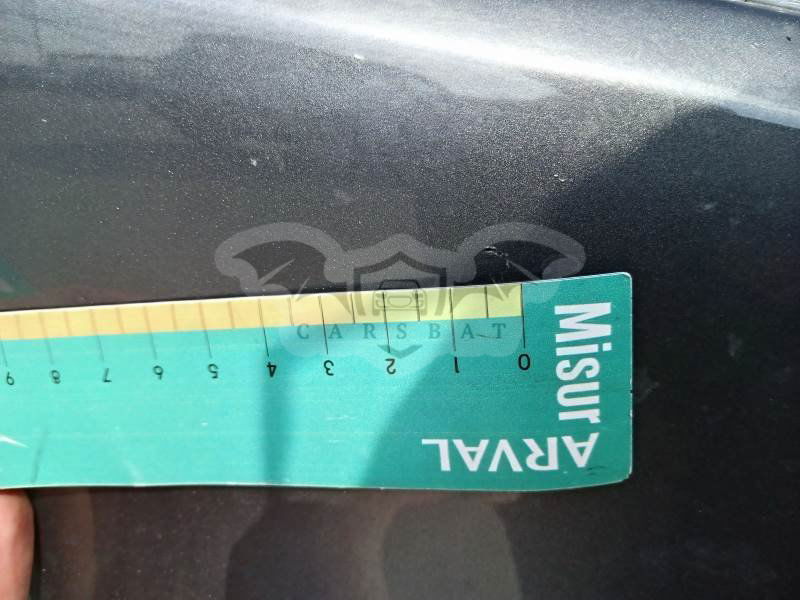 CARSBAT
9 8 7 6 5 4 3 2 1 0
Misur
ARVAL